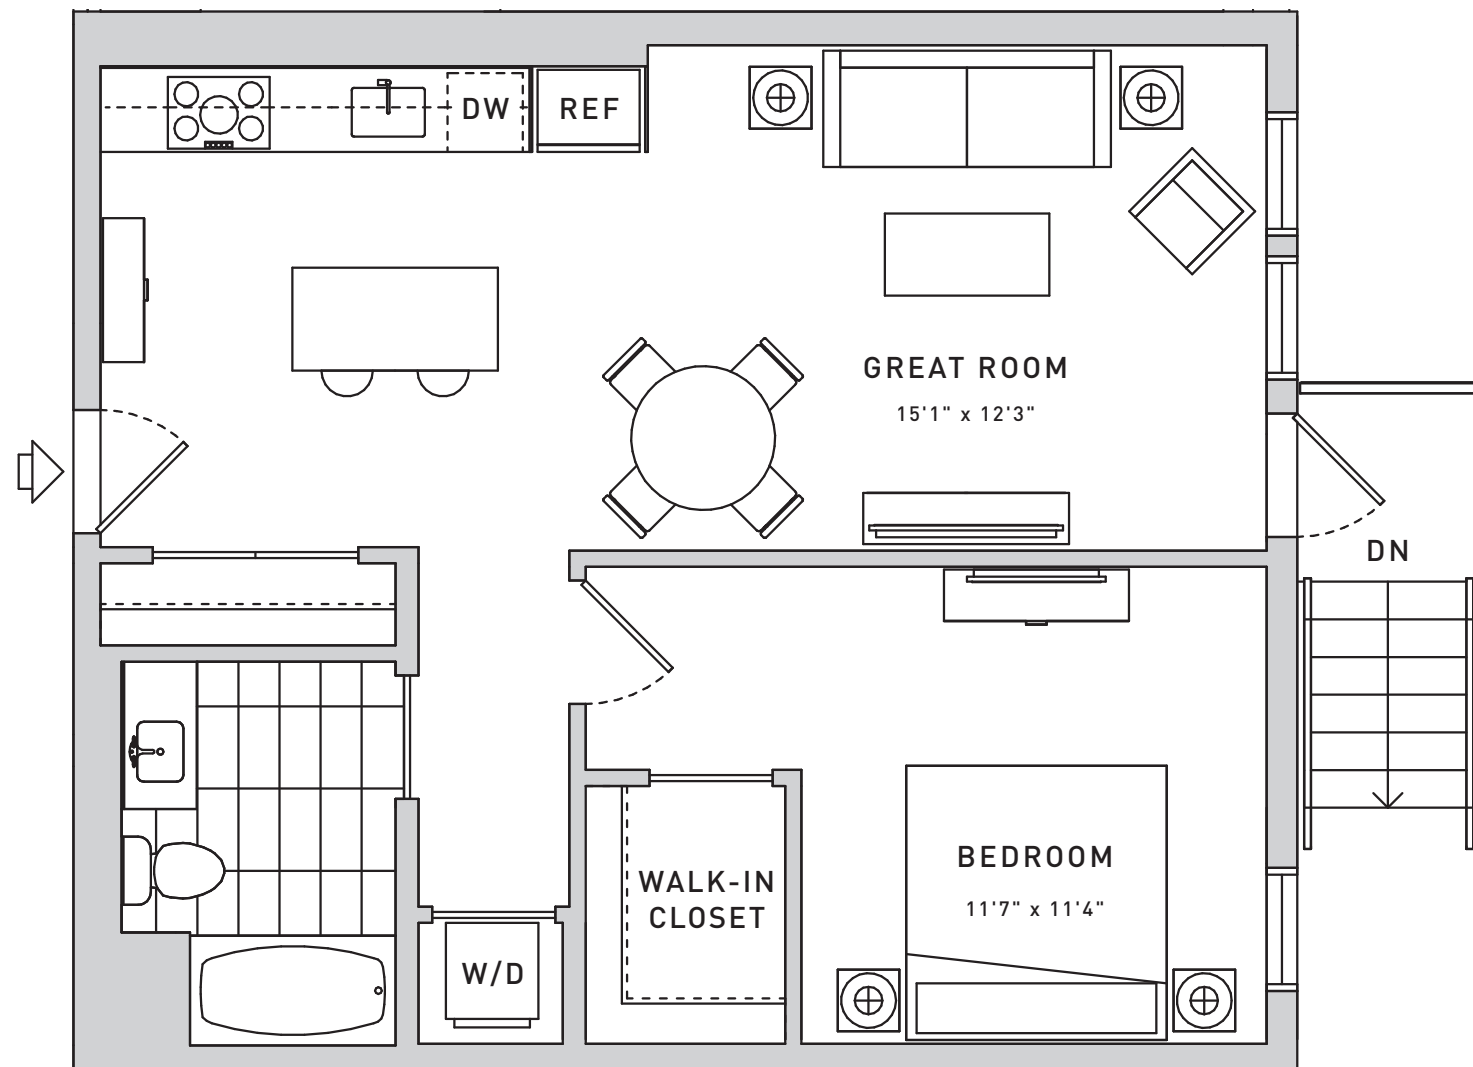 DW
REF
GREAT ROOM
15'1" x 12'3"
DN
BEDROOM
11'7" x 11'4"
WALK-IN
CLOSET
W/D